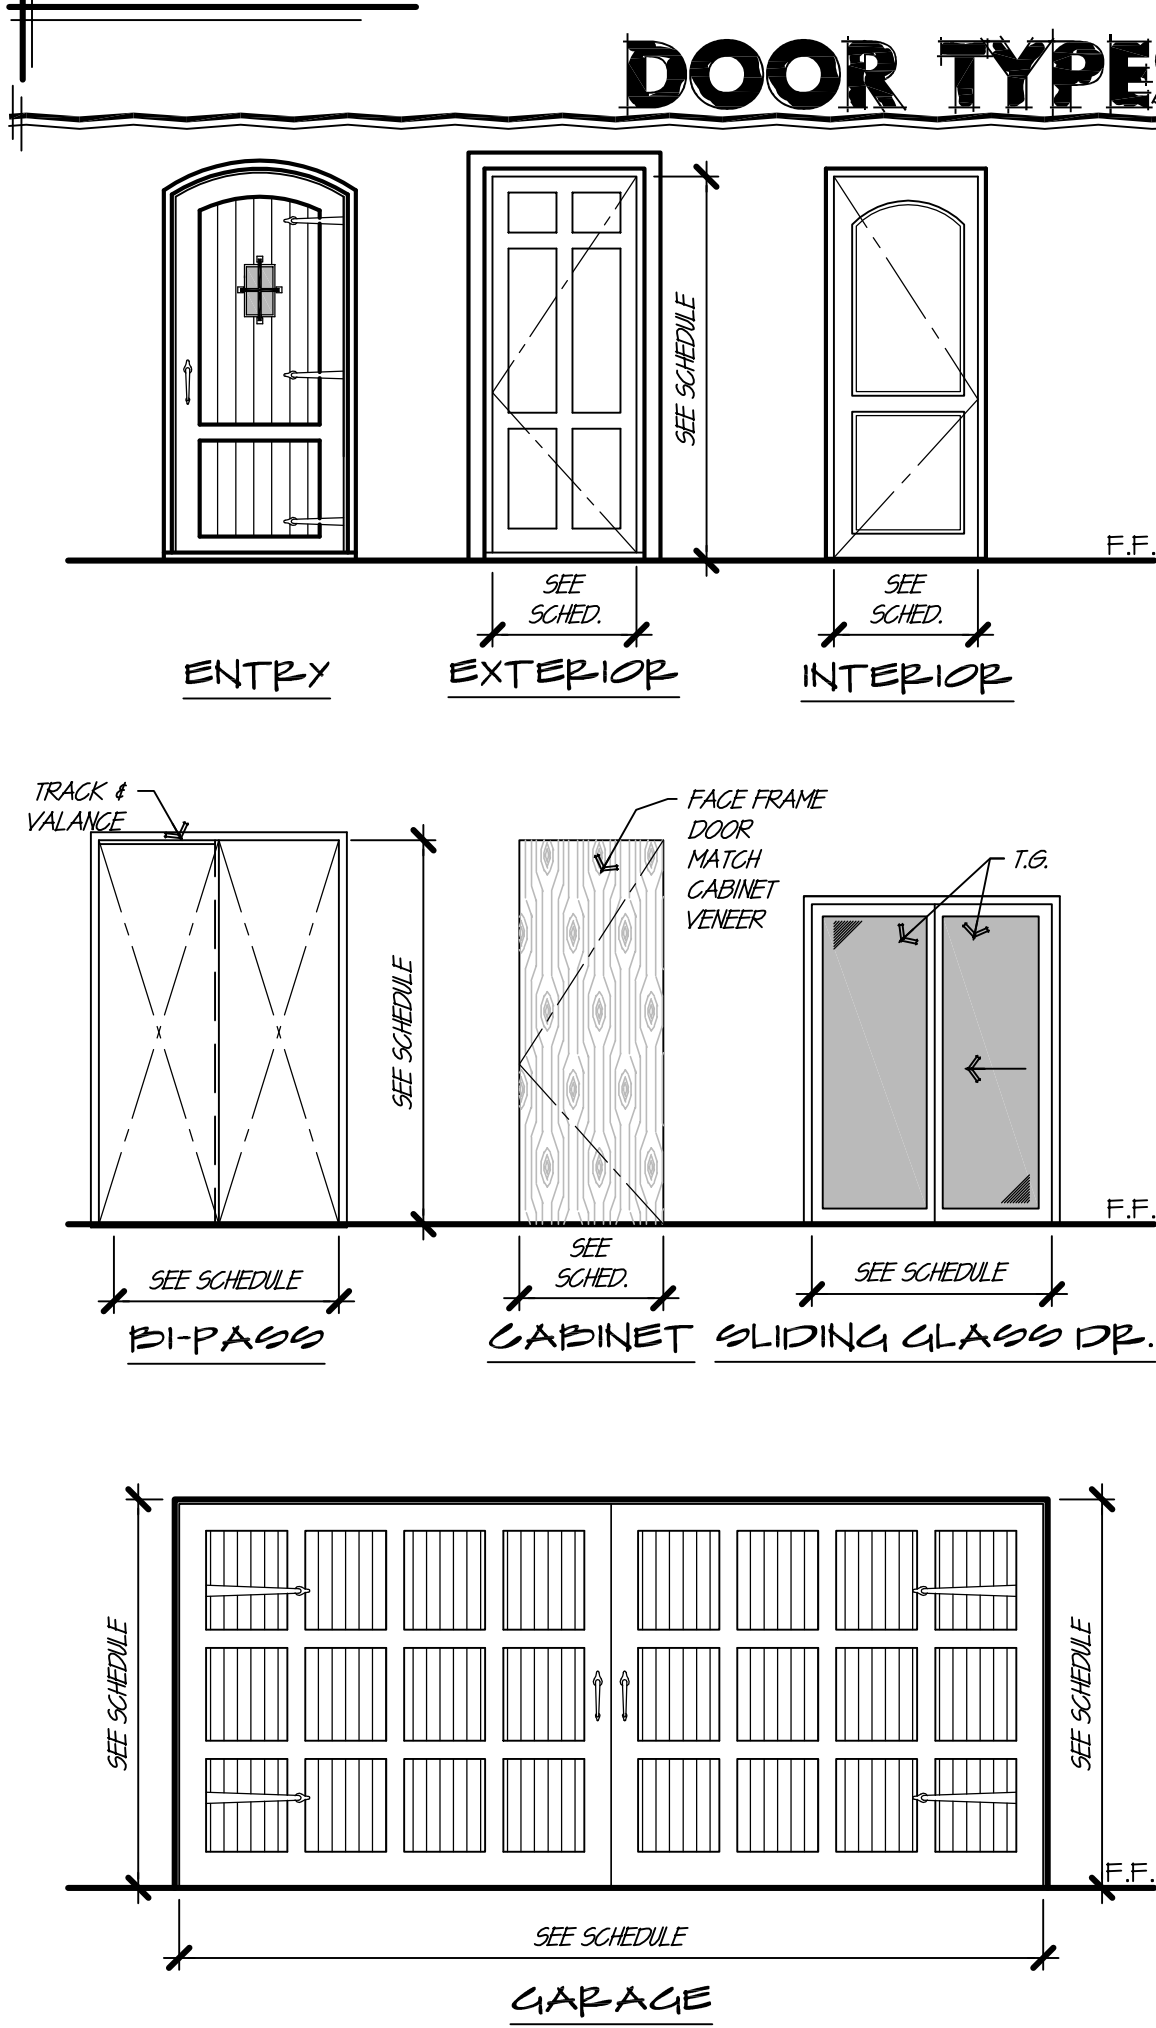 DOOR TYPES
SEE SCHEDULE
F.F.
SEE
SCHED.
SEE
SCHED.
ENTRY
EXTERIOR
INTERIOR
TRACK &
VALANCE
FACE FRAME
DOOR
MATCH
CABINET
VENEER
T.G.
SEE SCHEDULE
F.F.
SEE SCHEDULE
SEE
SCHED.
SEE SCHEDULE
BI-PASS
CABINET
SLIDING GLASS DR.
SEE SCHEDULE
SEE SCHEDULE
F.F.
SEE SCHEDULE
GARAGE